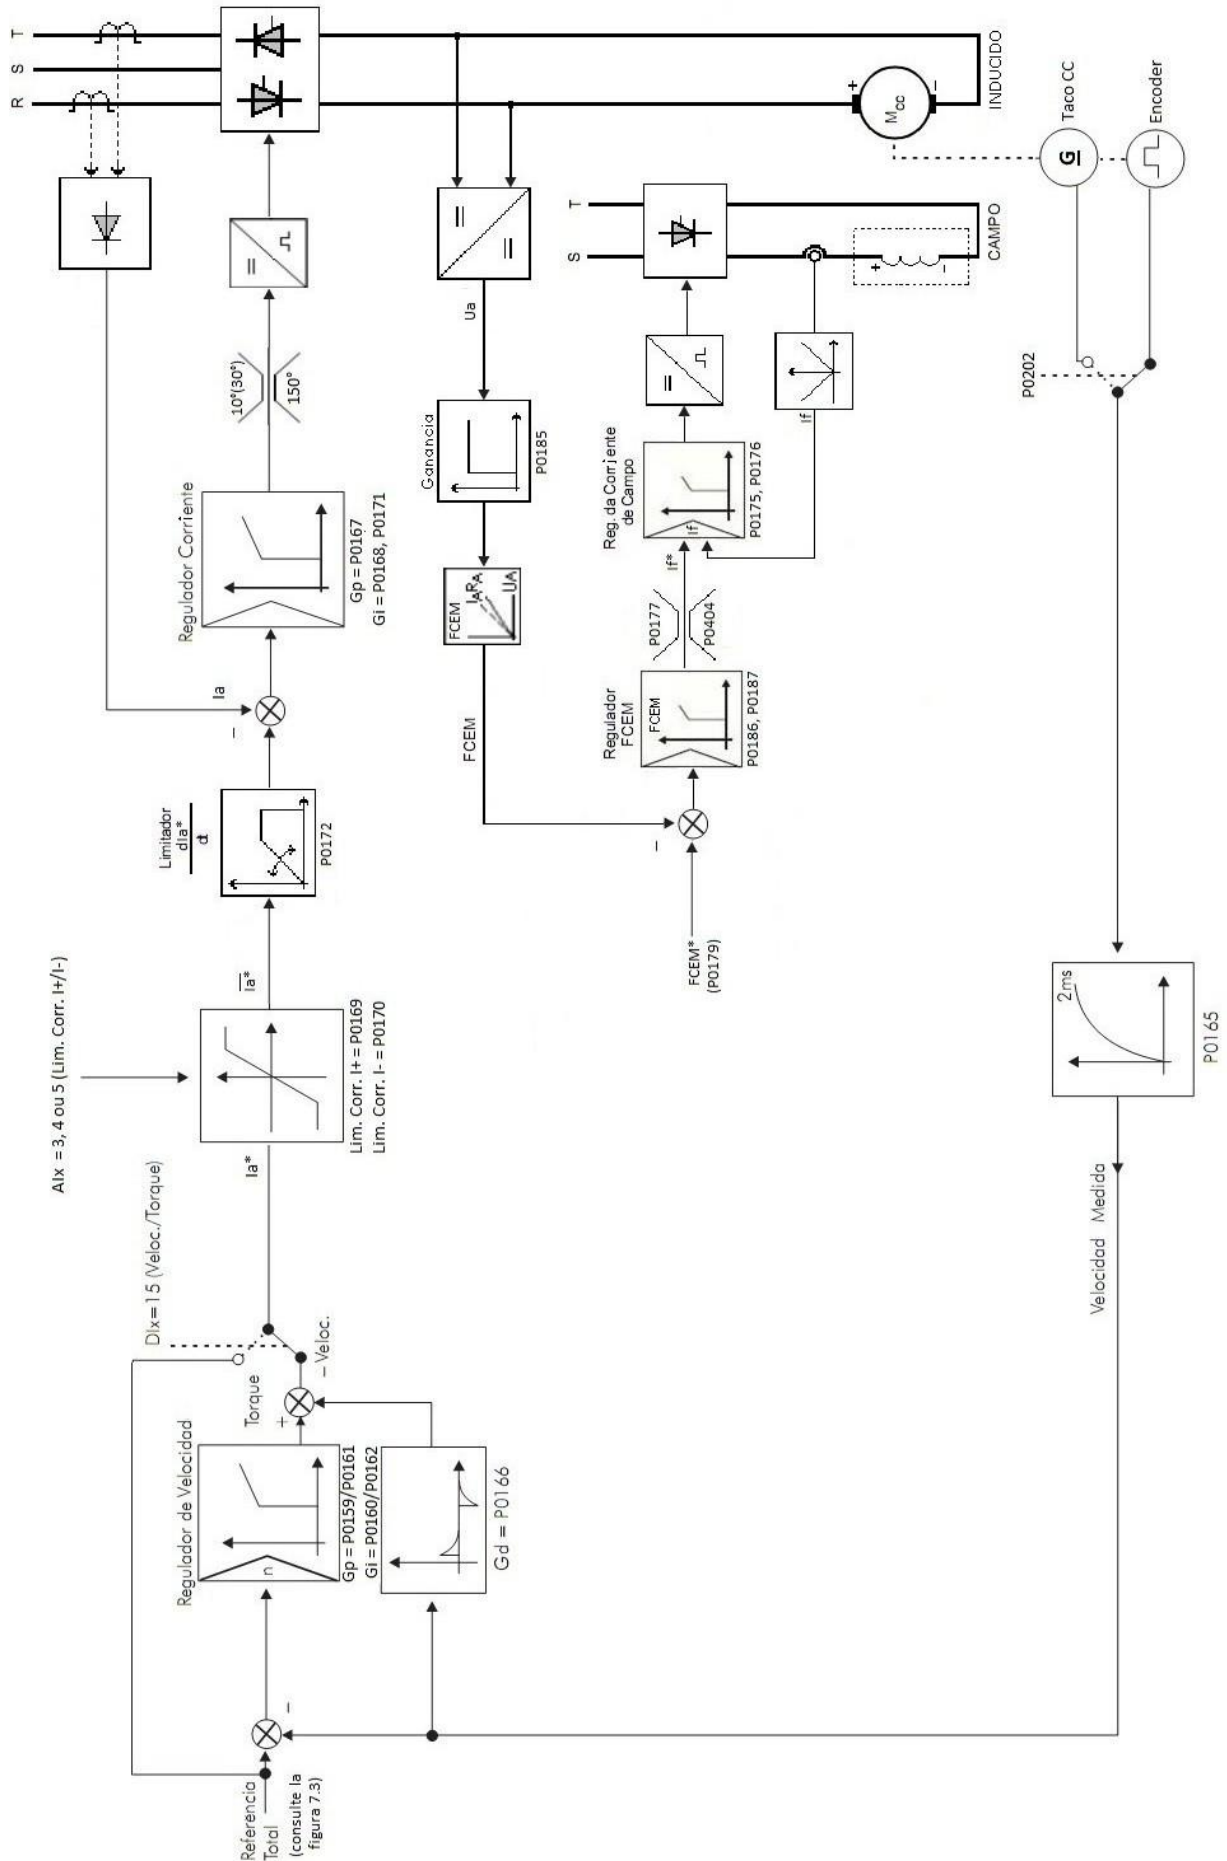 Referencia
Total
(consulte la
figura 7.3)
n
Regulador de Velocidad
Gp = P0159/P0161
Gi = P0160/P0162
Gd = P0166
Torque
+
– Veloc.
DIx=15 (Veloc./Torque)
Ia*
AIx = 3, 4 ou 5 (Lim. Corr. I+/I-)
Lim. Corr. I+ = P0169
Lim. Corr. I- = P0170
Ia*
Limitador
dIa*
dt
P0172
–
Ia
Regulador Corriente
Gp = P0167
Gi = P0168, P0171
10°(30°)
150°
R
S
T
FCEM*
(P0179)
–
FCEM
FCEM
IARA
UA
Ganancia
P0185
Ua
Regulador
FCEM
FCEM
P0186, P0187
P0177
P0404
If*
Reg. da Corriente
de Campo
If
P0175, P0176
If
S
T
+
–
CAMPO
+
Mcc
–
INDUCIDO
G
Taco CC
Encoder
P0202
2ms
P0165
Velocidad Medida
–